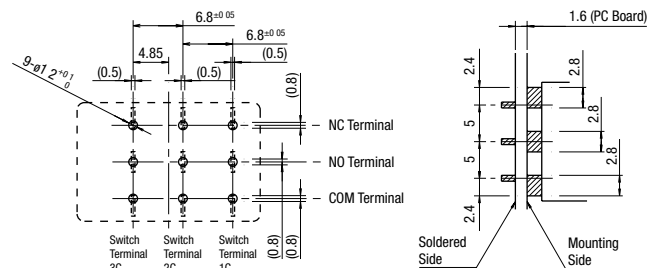 6.8±0 05
6.8±0 05
4.85
(0.5)
(0.5)
(0.5)
(0.8)
9-ø1 2 +0 1 0
NC Terminal
NO Terminal
COM Terminal
(0.8)
(0.8)
Switch Terminal 3G
Switch Terminal 2G
Switch Terminal 1G
1.6 (PC Board)
2.4
5
5
2.4
2.8
2.8
2.8
Soldered Side
Mounting Side